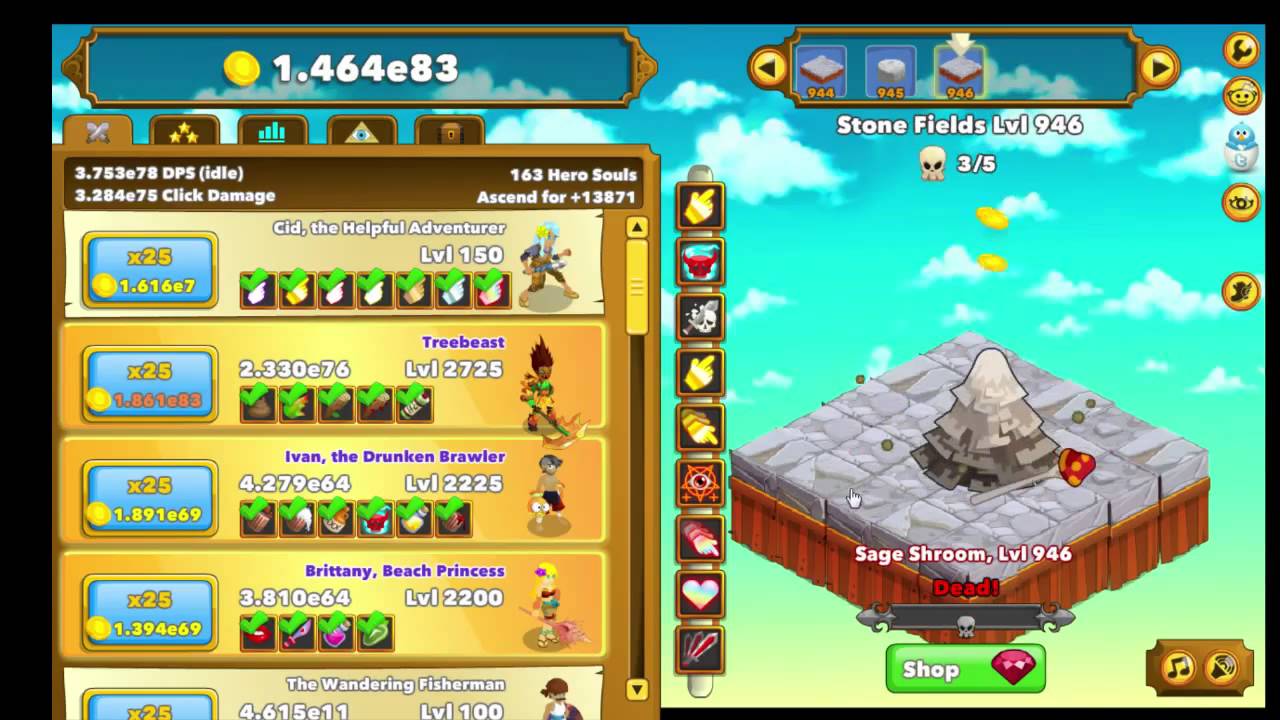 1.464e83
944 945 946
Stone Fields Lvl 946
3/5
3.753e78 DPS (idle)
3.284e75 Click Damage
163 Hero Souls
Ascend for +13871
Cid, the Helpful Adventurer
x25
Lvl 150
1.616e7
Treebeast
x25
2.330e76 Lvl 2725
1.861e83
Ivan, the Drunken Brawler
x25
4.279e64 Lvl 2225
1.891e69
Brittany, Beach Princess
x25
3.810e64 Lvl 2200
1.394e69
The Wandering Fisherman
x25
4.615e11 Lvl 100
Sage Shroom, Lvl 946
Dead!
Shop